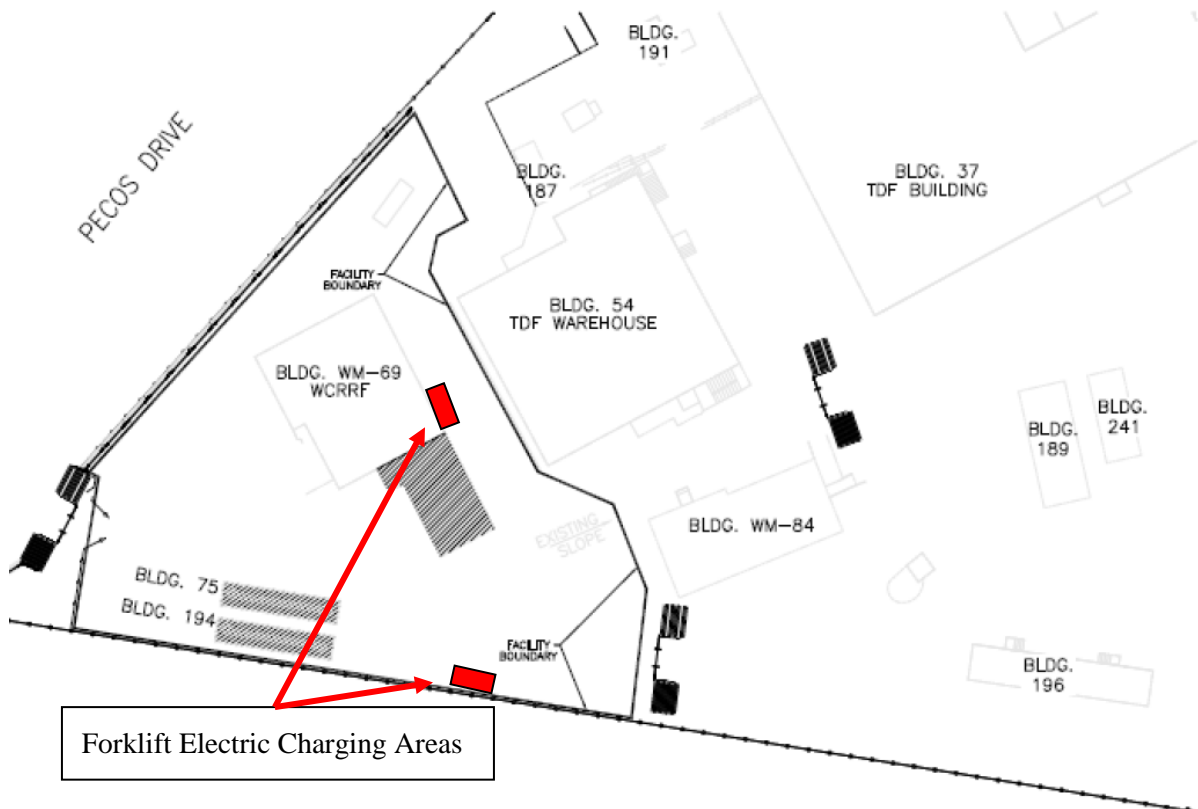 BLDG.
191
PECOS DRIVE
BLDG.
187
BLDG. 37
TDF BUILDING
FACILITY
BOUNDARY
BLDG. 54
TDF WAREHOUSE
BLDG. WM-69
WCRRF
BLDG.
189
BLDG.
241
EXISTING
SLOPE
BLDG. WM-84
BLDG. 75
BLDG. 194
FACILITY
BOUNDARY
BLDG.
196
Forklift Electric Charging Areas